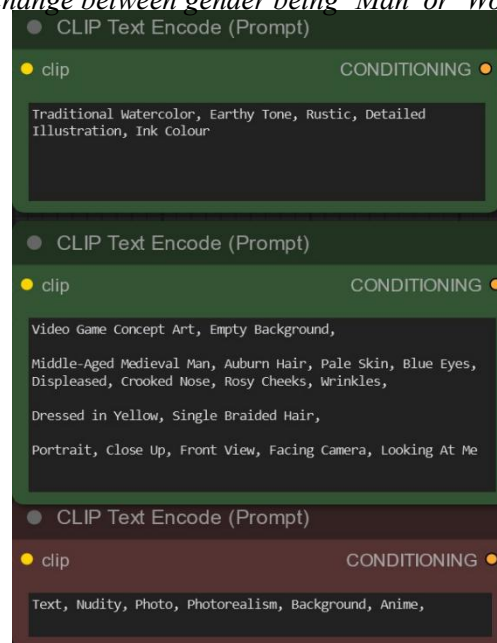 change between gender being 'Man' or 'Wo
CLIP Text Encode (Prompt)
clip CONDITIONING
Traditional Watercolor, Earthy Tone, Rustic, Detailed
Illustration, Ink Colour
CLIP Text Encode (Prompt)
clip CONDITIONING
Video Game Concept Art, Empty Background,
Middle-Aged Medieval Man, Auburn Hair, Pale Skin, Blue Eyes,
Displeased, Crooked Nose, Rosy Cheeks, Wrinkles,
Dressed in Yellow, Single Braided Hair,
Portrait, Close Up, Front View, Facing Camera, Looking At Me
CLIP Text Encode (Prompt)
clip CONDITIONING
Text, Nudity, Photo, Photorealism, Background, Anime,